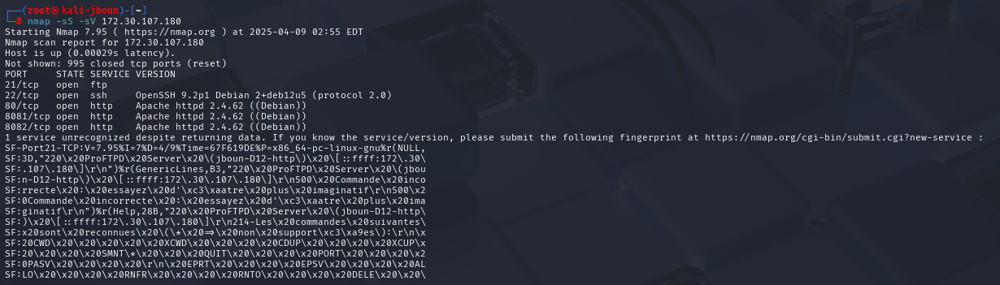 ┌──(root㉿kali-jboun)-[~]
└─# nmap -sS -sV 172.30.107.180
Starting Nmap 7.95 ( https://nmap.org ) at 2025-04-09 02:55 EDT
Nmap scan report for 172.30.107.180
Host is up (0.00029s latency).
Not shown: 995 closed tcp ports (reset)
PORT     STATE SERVICE VERSION
21/tcp   open  ftp
22/tcp   open  ssh     OpenSSH 9.2p1 Debian 2+deb12u5 (protocol 2.0)
80/tcp   open  http    Apache httpd 2.4.62 ((Debian))
8081/tcp open  http    Apache httpd 2.4.62 ((Debian))
8082/tcp open  http    Apache httpd 2.4.62 ((Debian))
1 service unrecognized despite returning data. If you know the service/version, please submit the following fingerprint at https://nmap.org/cgi-bin/submit.cgi?new-service :
SF-Port21-TCP:V=7.95%I=7%D=4/9%Time=67F619DE%P=x86_64-pc-linux-gnu%r(NULL,
SF:3D,"220\x20ProFTPD\x20Server\x20\(jboun-D12-http\)\x20\[::ffff:172\.30\
SF:.107\.180\]\r\n")%r(GenericLines,B3,"220\x20ProFTPD\x20Server\x20\(jbou
SF:n-D12-http\)\x20\[::ffff:172\.30\.107\.180\]\r\n500\x20Commande\x20inco
SF:rrecte\x20:\x20essayez\x20d'\xc3\xaatre\x20plus\x20imaginatif\r\n500\x2
SF:0Commande\x20incorrecte\x20:\x20essayez\x20d'\xc3\xaatre\x20plus\x20ima
SF:ginatif\r\n")%r(Help,28B,"220\x20ProFTPD\x20Server\x20\(jboun-D12-http\
SF:)\x20\[::ffff:172\.30\.107\.180\]\r\n214-Les\x20commandes\x20suivantes\
SF:x20sont\x20reconnues\x20\(\*\x20=>\x20non\x20support\xc3\xa9es\):\r\n\x
SF:20CWD\x20\x20\x20\x20\x20XCWD\x20\x20\x20\x20CDUP\x20\x20\x20\x20XCUP\x
SF:20\x20\x20\x20SMNT\*\x20\x20\x20QUIT\x20\x20\x20\x20PORT\x20\x20\x20\x2
SF:0PASV\x20\x20\x20\x20\r\n\x20EPRT\x20\x20\x20\x20EPSV\x20\x20\x20\x20AL
SF:LO\x20\x20\x20\x20RNFR\x20\x20\x20\x20RNTO\x20\x20\x20\x20DELE\x20\x20\